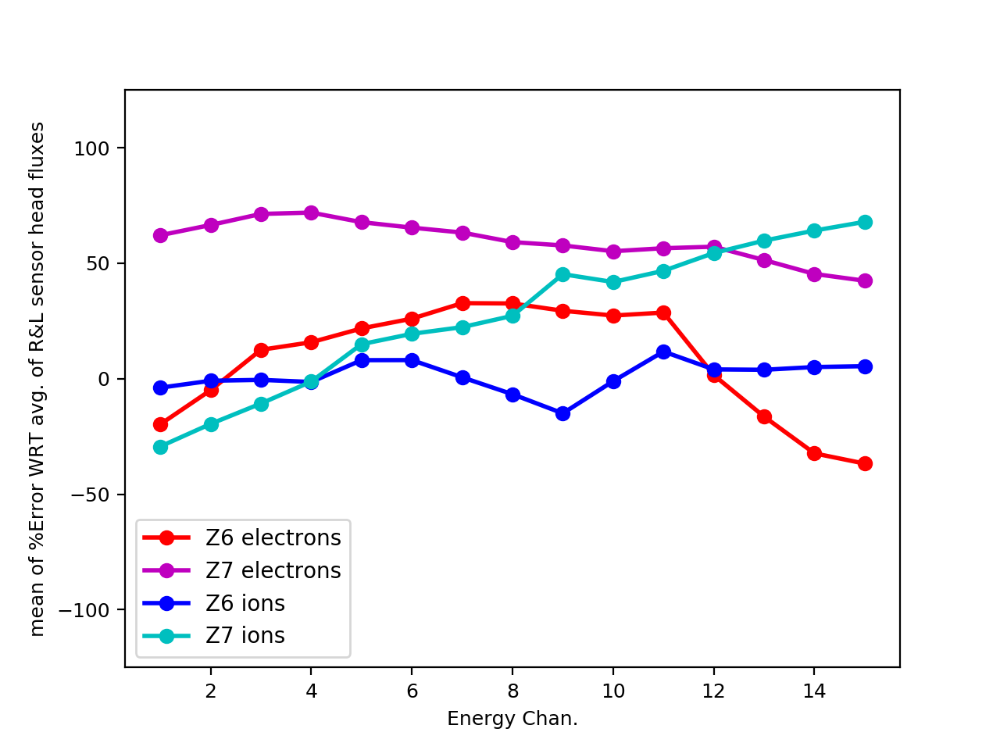 mean of %Error WRT avg. of R&L sensor head fluxes
100
50
0
−50
−100
Z6 electrons
Z7 electrons
Z6 ions
Z7 ions
2 4 6 8 10 12 14
Energy Chan.